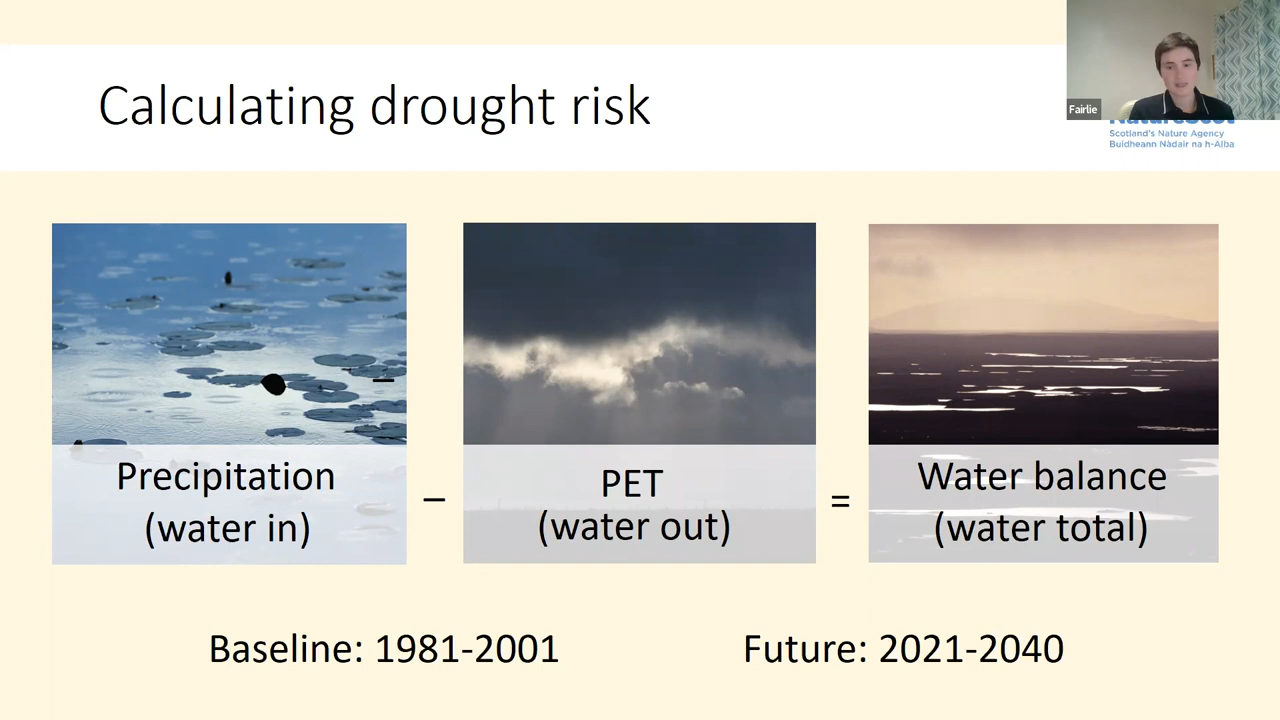 Calculating drought risk
Fairlie
NatureScot
Scotland's Nature Agency
Buidheann Nàdair na h-Alba
Precipitation
(water in)
–
PET
(water out)
=
Water balance
(water total)
Baseline: 1981-2001
Future: 2021-2040